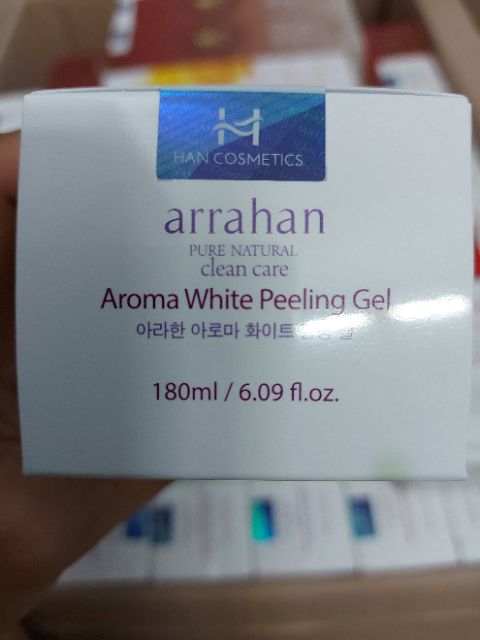 HAN COSMETICS
arrahan
PURE NATURAL
clean care
Aroma White Peeling Gel
아라한 아로마 화이트
180ml / 6.09 fl.oz.